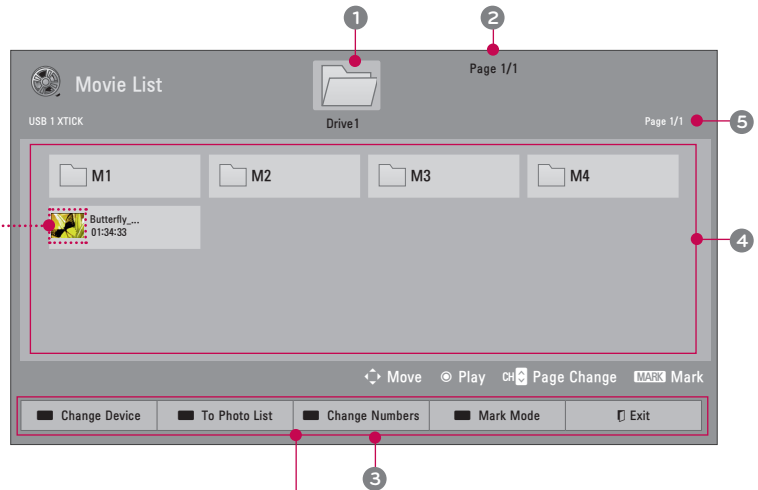 1 2
Page 1/1
Movie List
USB 1 XTICK Drive1 Page 1/1 5
M1 M2 M3 M4
Butterfly_...
01:34:33
4
Move Play CH Page Change MARK Mark
Change Device To Photo List Change Numbers Mark Mode Exit
3